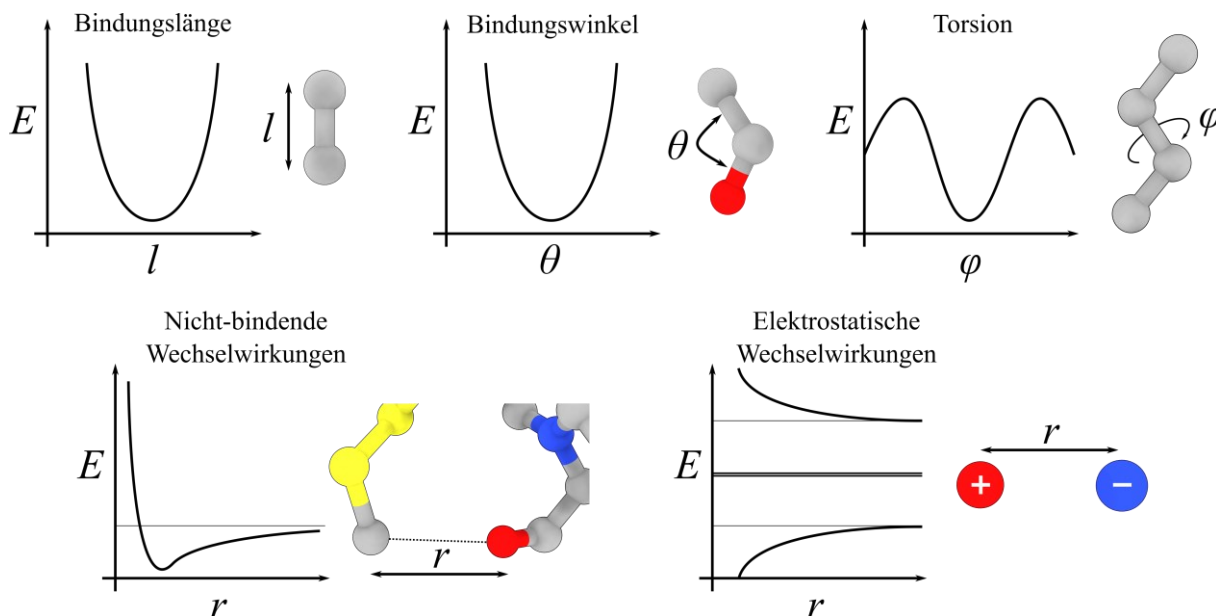 Bindungslänge
E
l
l
Bindungswinkel
E
θ
θ
Torsion
E
φ
φ
Nicht-bindende
Wechselwirkungen
E
r
r
Elektrostatische
Wechselwirkungen
E
r
r
+
−